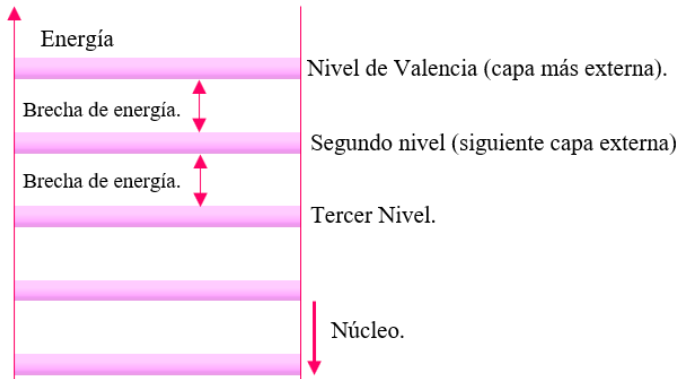 Energía
Nivel de Valencia (capa más externa).
Brecha de energía.
Segundo nivel (siguiente capa externa)
Brecha de energía.
Tercer Nivel.
Núcleo.